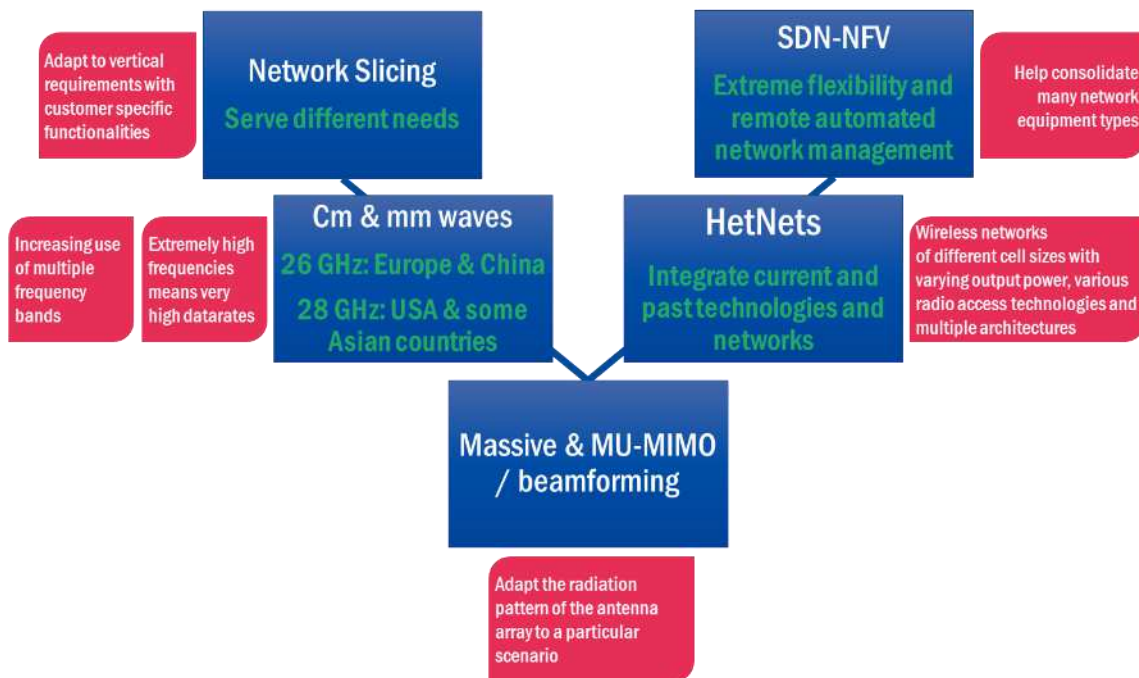 Adapt to vertical
requirements with
customer specific
functionalities
Network Slicing
Serve different needs
SDN-NFV
Extreme flexibility and
remote automated
network management
Help consolidate
many network
equipment types
Increasing use
of multiple
frequency
bands
Extremely high
frequencies
means very
high datarates
Cm & mm waves
26 GHz: Europe & China
28 GHz: USA & some
Asian countries
HetNets
Integrate current and
past technologies and
networks
Wireless networks
of different cell sizes with
varying output power, various
radio access technologies and
multiple architectures
Massive & MU-MIMO
/ beamforming
Adapt the radiation
pattern of the antenna
array to a particular
scenario